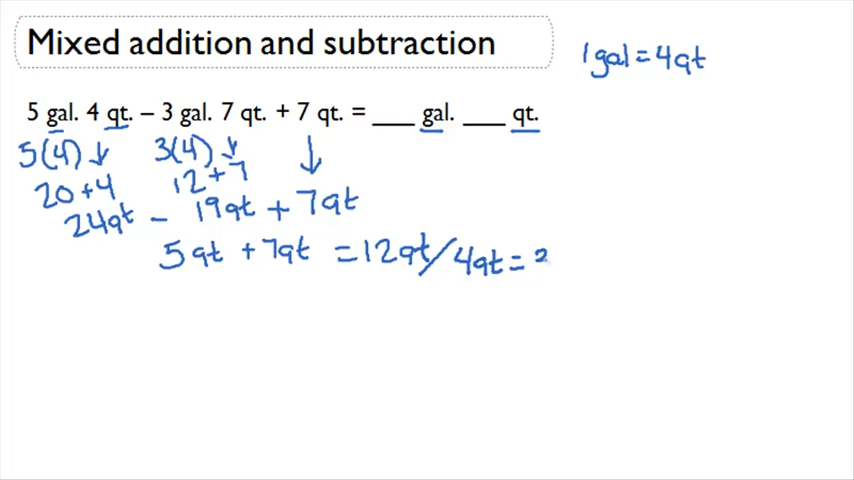 Mixed addition and subtraction
1gal=4qt
5 gal. 4 qt. – 3 gal. 7 qt. + 7 qt. = ___ gal. ___ qt.
5(4) 3(4)
20+4 12+7
24qt – 19qt + 7qt
5qt + 7qt = 12qt/4qt =